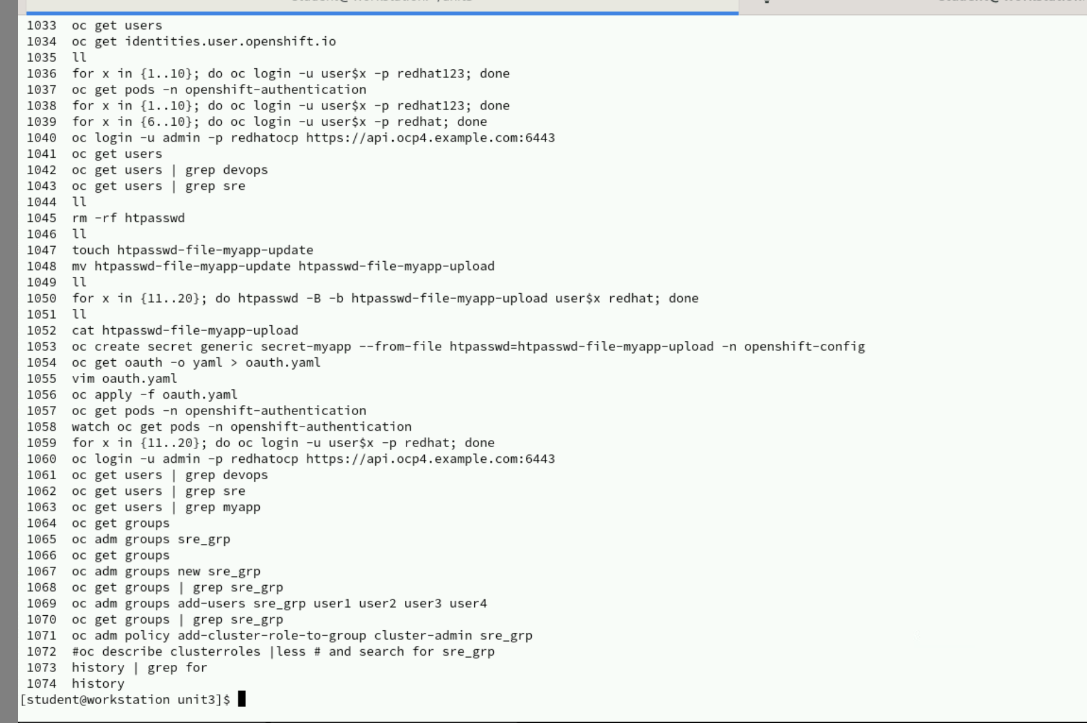 1033  oc get users
1034  oc get identities.user.openshift.io
1035  ll
1036  for x in {1..10}; do oc login -u user$x -p redhat123; done
1037  oc get pods -n openshift-authentication
1038  for x in {1..10}; do oc login -u user$x -p redhat123; done
1039  for x in {6..10}; do oc login -u user$x -p redhat; done
1040  oc login -u admin -p redhatocp https://api.ocp4.example.com:6443
1041  oc get users
1042  oc get users | grep devops
1043  oc get users | grep sre
1044  ll
1045  rm -rf htpasswd
1046  ll
1047  touch htpasswd-file-myapp-update
1048  mv htpasswd-file-myapp-update htpasswd-file-myapp-upload
1049  ll
1050  for x in {11..20}; do htpasswd -B -b htpasswd-file-myapp-upload user$x redhat; done
1051  ll
1052  cat htpasswd-file-myapp-upload
1053  oc create secret generic secret-myapp --from-file htpasswd=htpasswd-file-myapp-upload -n openshift-config
1054  oc get oauth -o yaml > oauth.yaml
1055  vim oauth.yaml
1056  oc apply -f oauth.yaml
1057  oc get pods -n openshift-authentication
1058  watch oc get pods -n openshift-authentication
1059  for x in {11..20}; do oc login -u user$x -p redhat; done
1060  oc login -u admin -p redhatocp https://api.ocp4.example.com:6443
1061  oc get users | grep devops
1062  oc get users | grep sre
1063  oc get users | grep myapp
1064  oc get groups
1065  oc adm groups sre_grp
1066  oc get groups
1067  oc adm groups new sre_grp
1068  oc get groups | grep sre_grp
1069  oc adm groups add-users sre_grp user1 user2 user3 user4
1070  oc get groups | grep sre_grp
1071  oc adm policy add-cluster-role-to-group cluster-admin sre_grp
1072  #oc describe clusterroles |less # and search for sre_grp
1073  history | grep for
1074  history
[student@workstation unit3]$